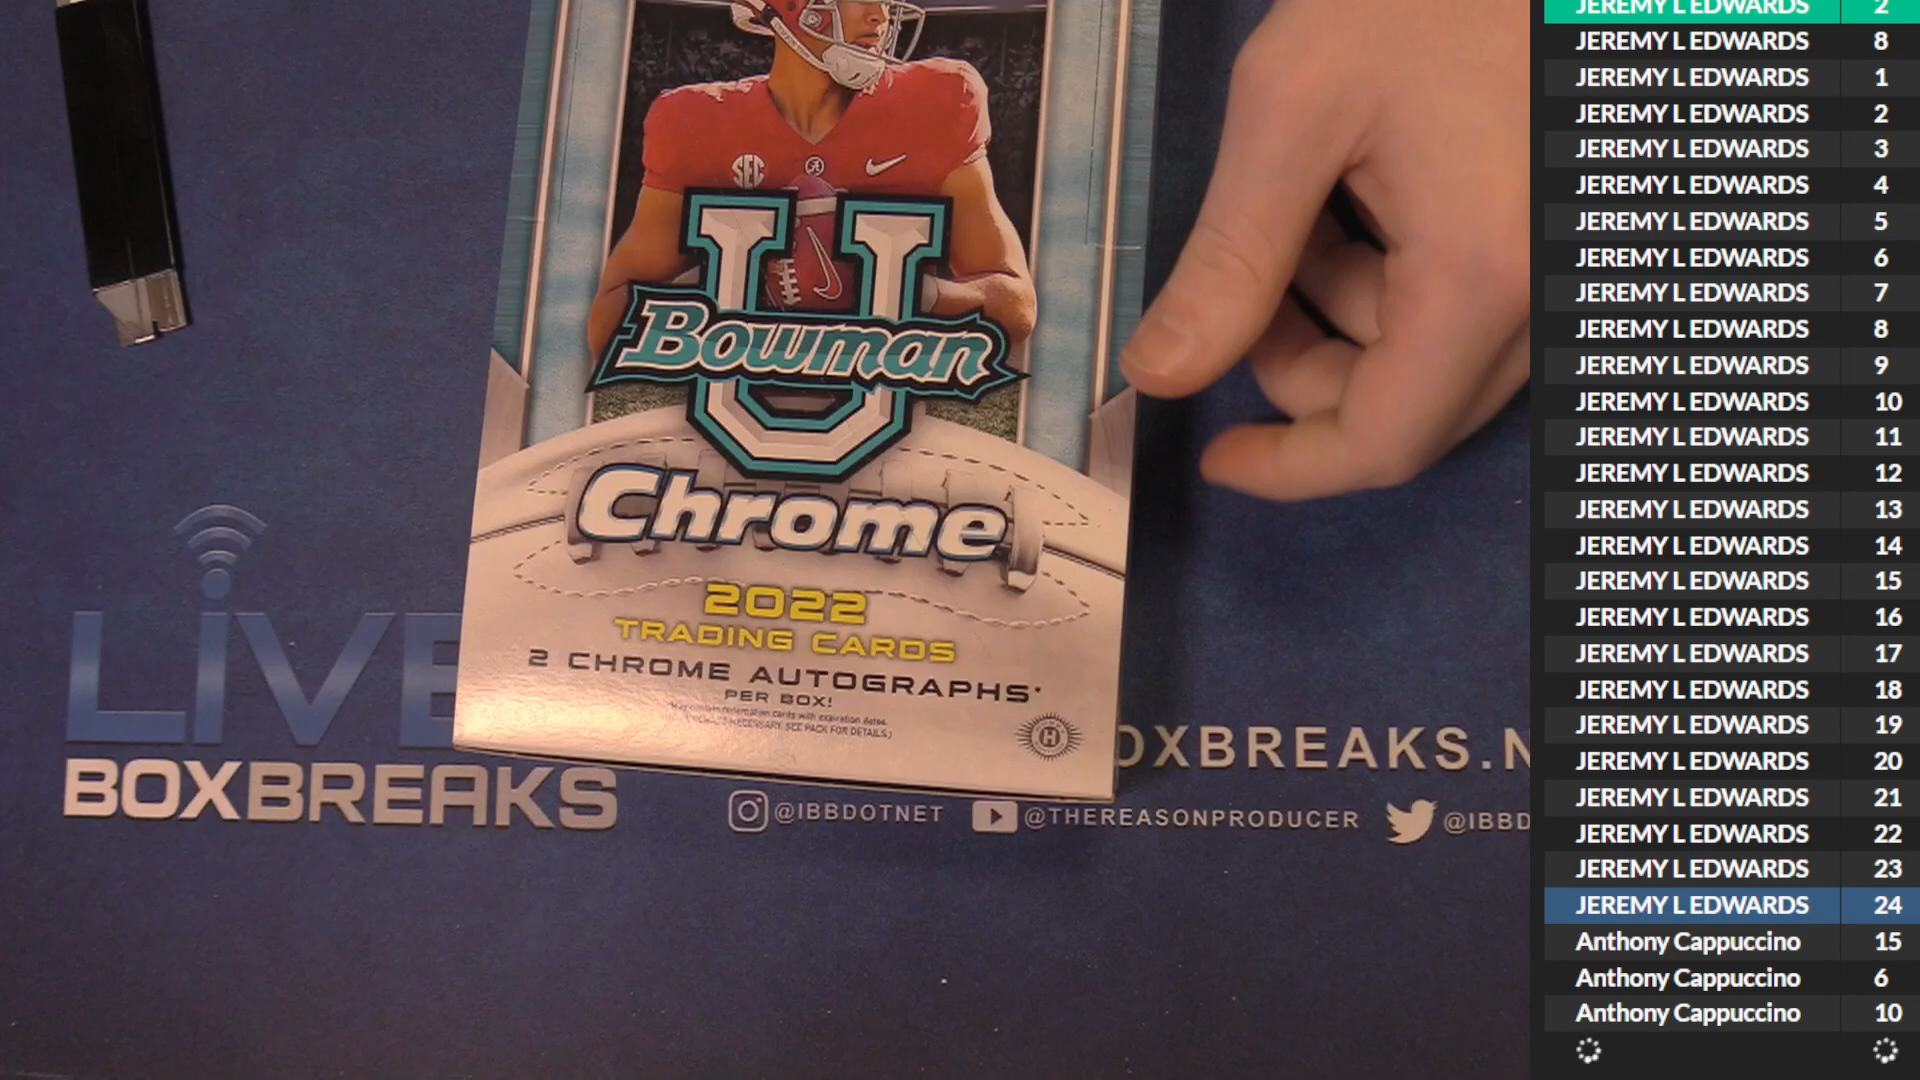 SEC
U
Bowman
Chrome
2022
TRADING CARDS
2 CHROME AUTOGRAPHS*
PER BOX!
H
LiVE
BOXBREAKS
OXBREAKS.N
@IBBDOTNET
@THEREASONPRODUCER
@IBBD
JEREMY L EDWARDS 2
JEREMY L EDWARDS 8
JEREMY L EDWARDS 1
JEREMY L EDWARDS 2
JEREMY L EDWARDS 3
JEREMY L EDWARDS 4
JEREMY L EDWARDS 5
JEREMY L EDWARDS 6
JEREMY L EDWARDS 7
JEREMY L EDWARDS 8
JEREMY L EDWARDS 9
JEREMY L EDWARDS 10
JEREMY L EDWARDS 11
JEREMY L EDWARDS 12
JEREMY L EDWARDS 13
JEREMY L EDWARDS 14
JEREMY L EDWARDS 15
JEREMY L EDWARDS 16
JEREMY L EDWARDS 17
JEREMY L EDWARDS 18
JEREMY L EDWARDS 19
JEREMY L EDWARDS 20
JEREMY L EDWARDS 21
JEREMY L EDWARDS 22
JEREMY L EDWARDS 23
JEREMY L EDWARDS 24
Anthony Cappuccino 15
Anthony Cappuccino 6
Anthony Cappuccino 10